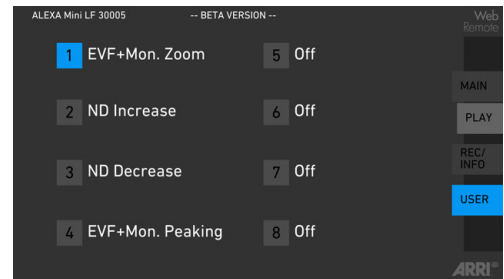 ALEXA Mini LF 30005 -- BETA VERSION -- Web
Remote
1 EVF+Mon. Zoom 5 Off
MAIN
2 ND Increase 6 Off
PLAY
REC/
INFO
3 ND Decrease 7 Off
USER
4 EVF+Mon. Peaking 8 Off
ARRI®